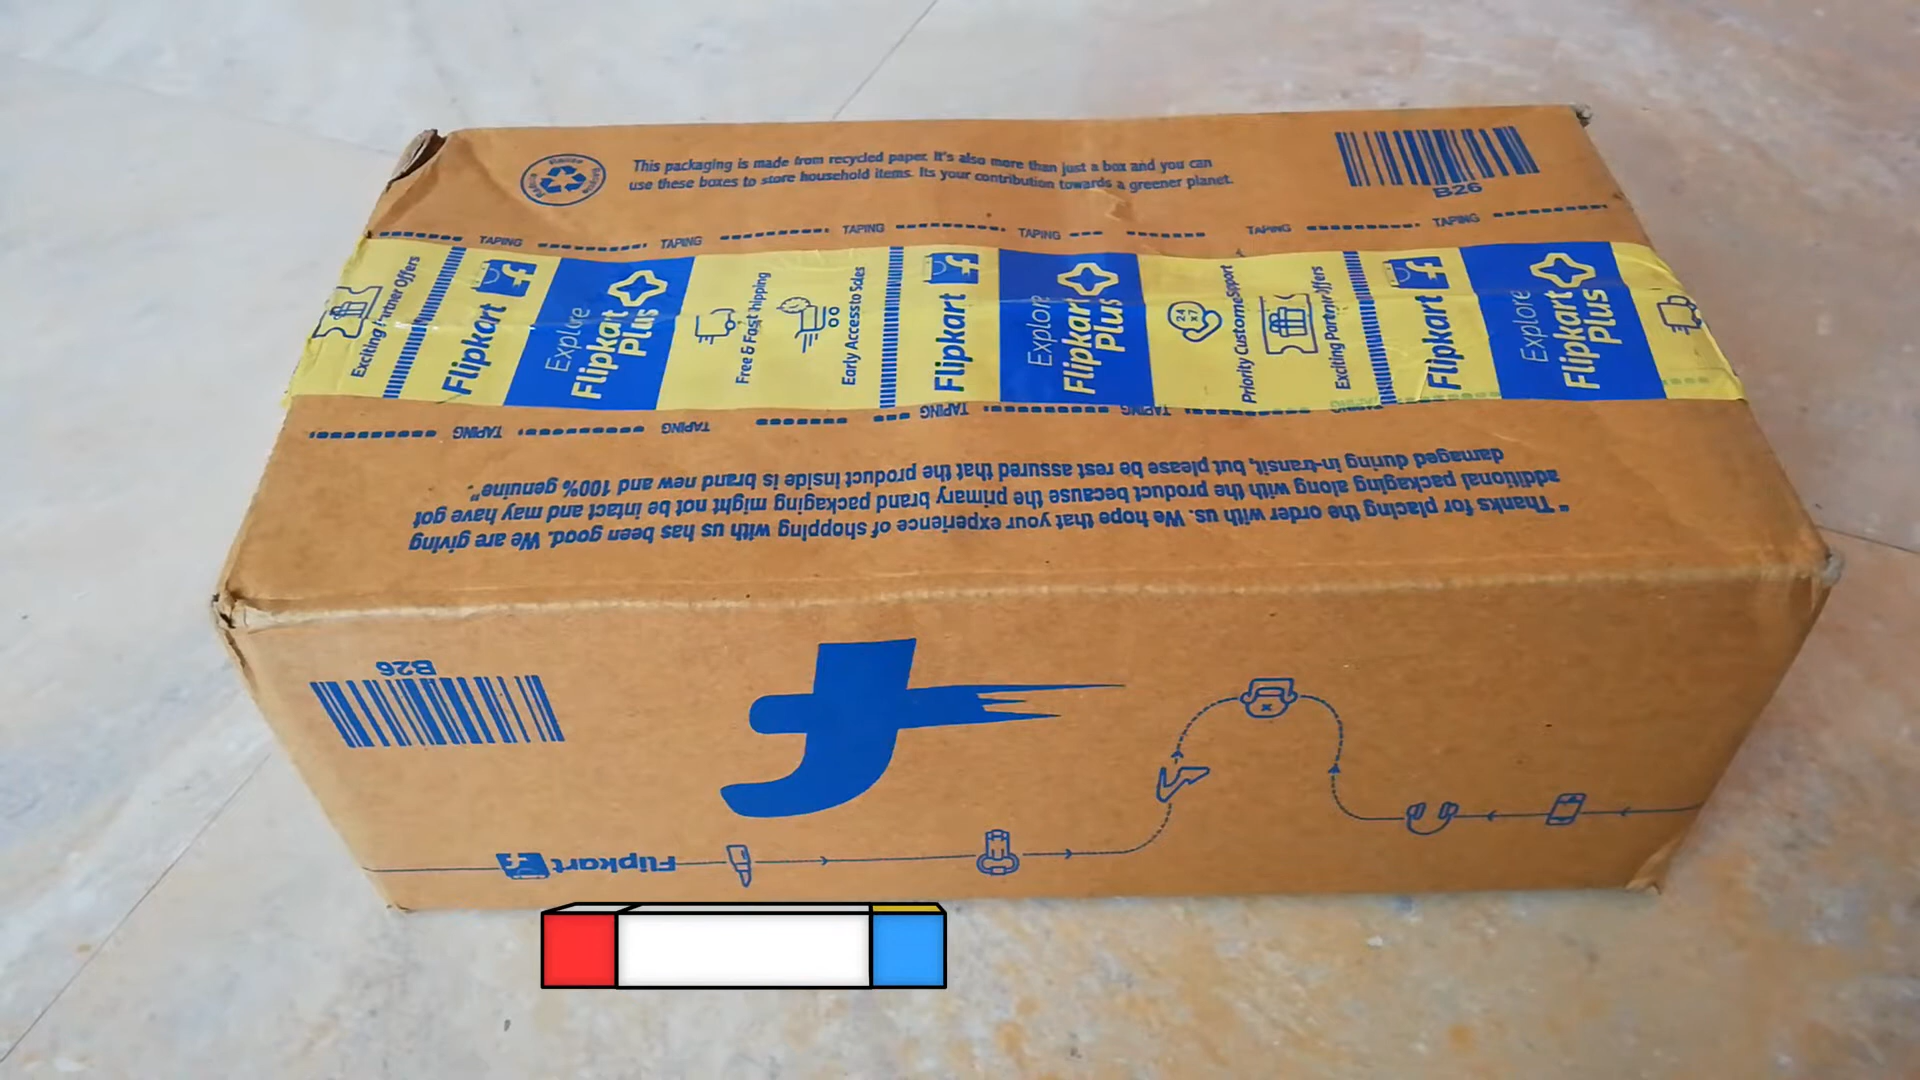 This packaging is made from recycled paper. It's also more than just a box and you can
use these boxes to store household items. Its your contribution towards a greener planet.
B26
TAPING TAPING TAPING TAPING TAPING TAPING
Exciting Partner Offers
Flipkart
Explore
Flipkart
Plus
Free & Fast Shipping
Early Access to Sales
Flipkart
Explore
Flipkart
Plus
24
x7
Priority Customer Support
Exciting Partner Offers
Flipkart
Explore
Flipkart
Plus
TAPING TAPING TAPING TAPING TAPING
"Thanks for placing the order with us. We hope that your experience of shopping with us has been good. We are giving
additional packaging along with the product because the primary brand packaging might not be intact and may have got
damaged during in-transit, but please be rest assured that the product inside is brand new and 100% genuine".
B26
Flipkart